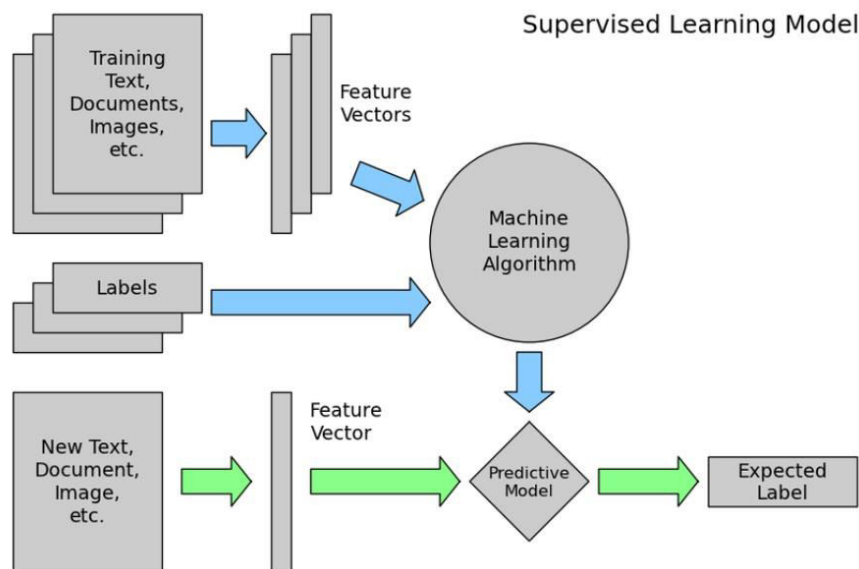 Supervised Learning Model
Training
Text,
Documents,
Images,
etc.
Feature
Vectors
Machine
Learning
Algorithm
Labels
New Text,
Document,
Image,
etc.
Feature
Vector
Predictive
Model
Expected
Label